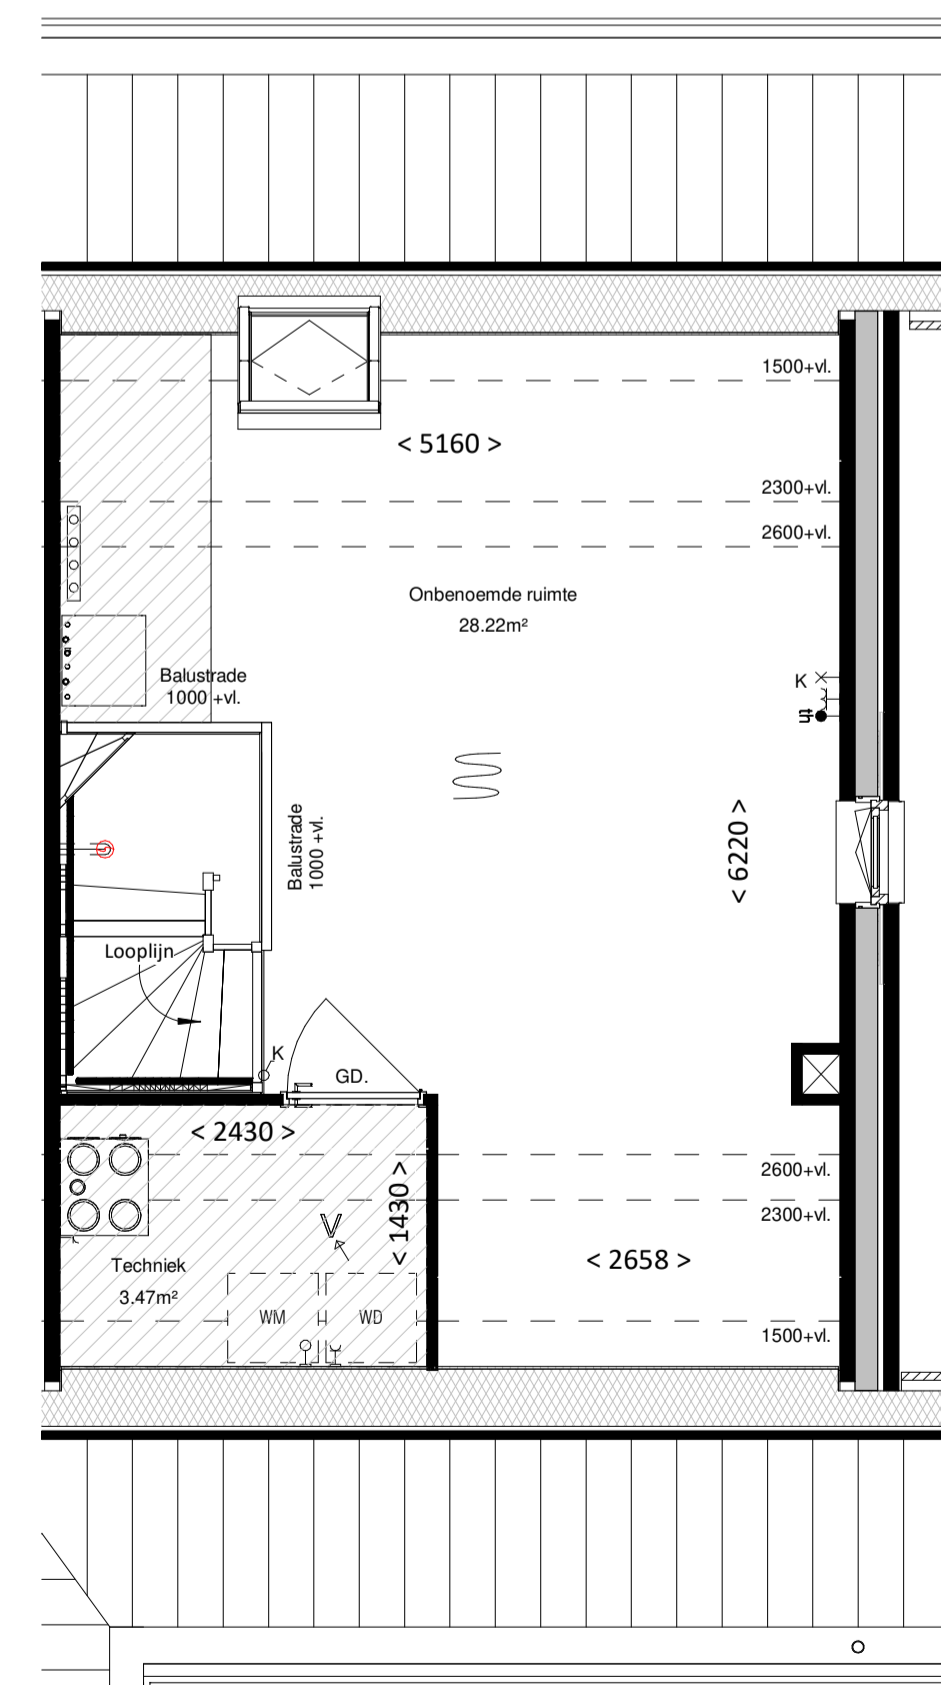 1500+vl.
< 5160 >
2300+vl.
2600+vl.
Onbenoemde ruimte
28.22m²
Balustrade
1000 +vl.
K
th
Balustrade
1000 +vl.
< 6220 >
Looplijn
K
GD.
< 2430 >
2600+vl.
< 1430 >
2300+vl.
V
Techniek
3.47m²
< 2658 >
WM
WD
1500+vl.